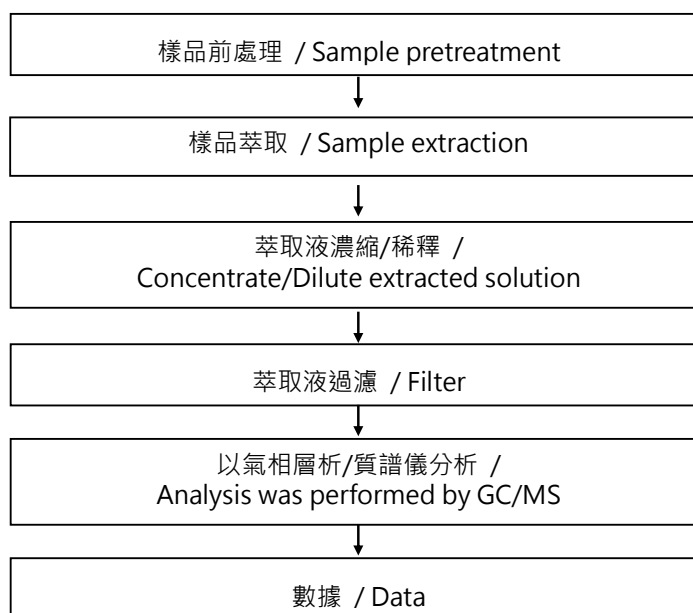 樣品前處理 / Sample pretreatment
樣品萃取 / Sample extraction
萃取液濃縮/稀釋 /
Concentrate/Dilute extracted solution
萃取液過濾 / Filter
以氣相層析/質譜儀分析 /
Analysis was performed by GC/MS
數據 / Data